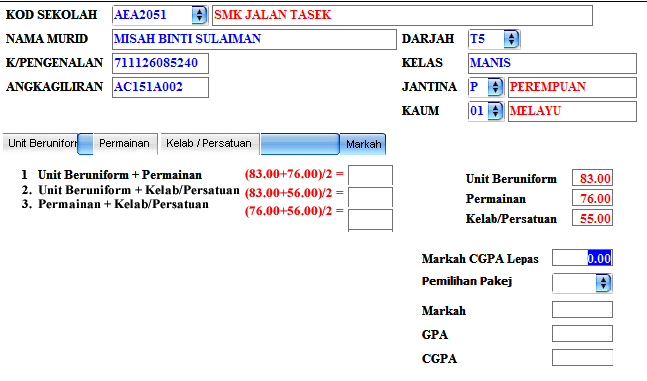 KOD SEKOLAH AEA2051 SMK JALAN TASEK
NAMA MURID MISAH BINTI SULAIMAN DARJAH T5
K/PENGENALAN 711126085240 KELAS MANIS
ANGKAGILIRAN AC151A002 JANTINA P PEREMPUAN
KAUM 01 MELAYU
Unit Beruniform Permainan Kelab / Persatuan Markah
1 Unit Beruniform + Permainan (83.00+76.00)/2 =
2. Unit Beruniform + Kelab/Persatuan (83.00+56.00)/2 =
3. Permainan + Kelab/Persatuan (76.00+56.00)/2 =
Unit Beruniform 83.00
Permainan 76.00
Kelab/Persatuan 55.00
Markah CGPA Lepas 0.00
Pemilihan Pakej
Markah
GPA
CGPA